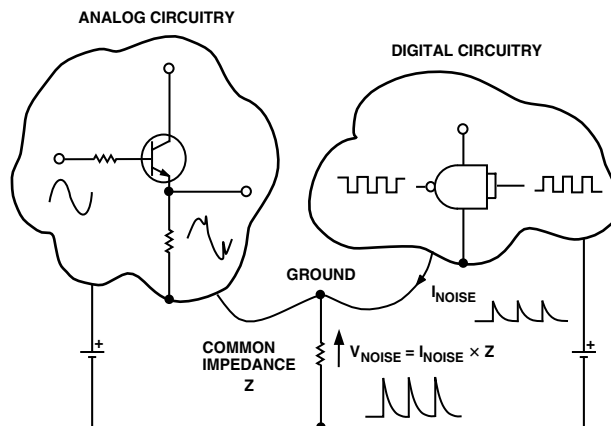 ANALOG CIRCUITRY
DIGITAL CIRCUITRY
GROUND
I_NOISE
COMMON
IMPEDANCE
Z
V_NOISE = I_NOISE × Z
+
+